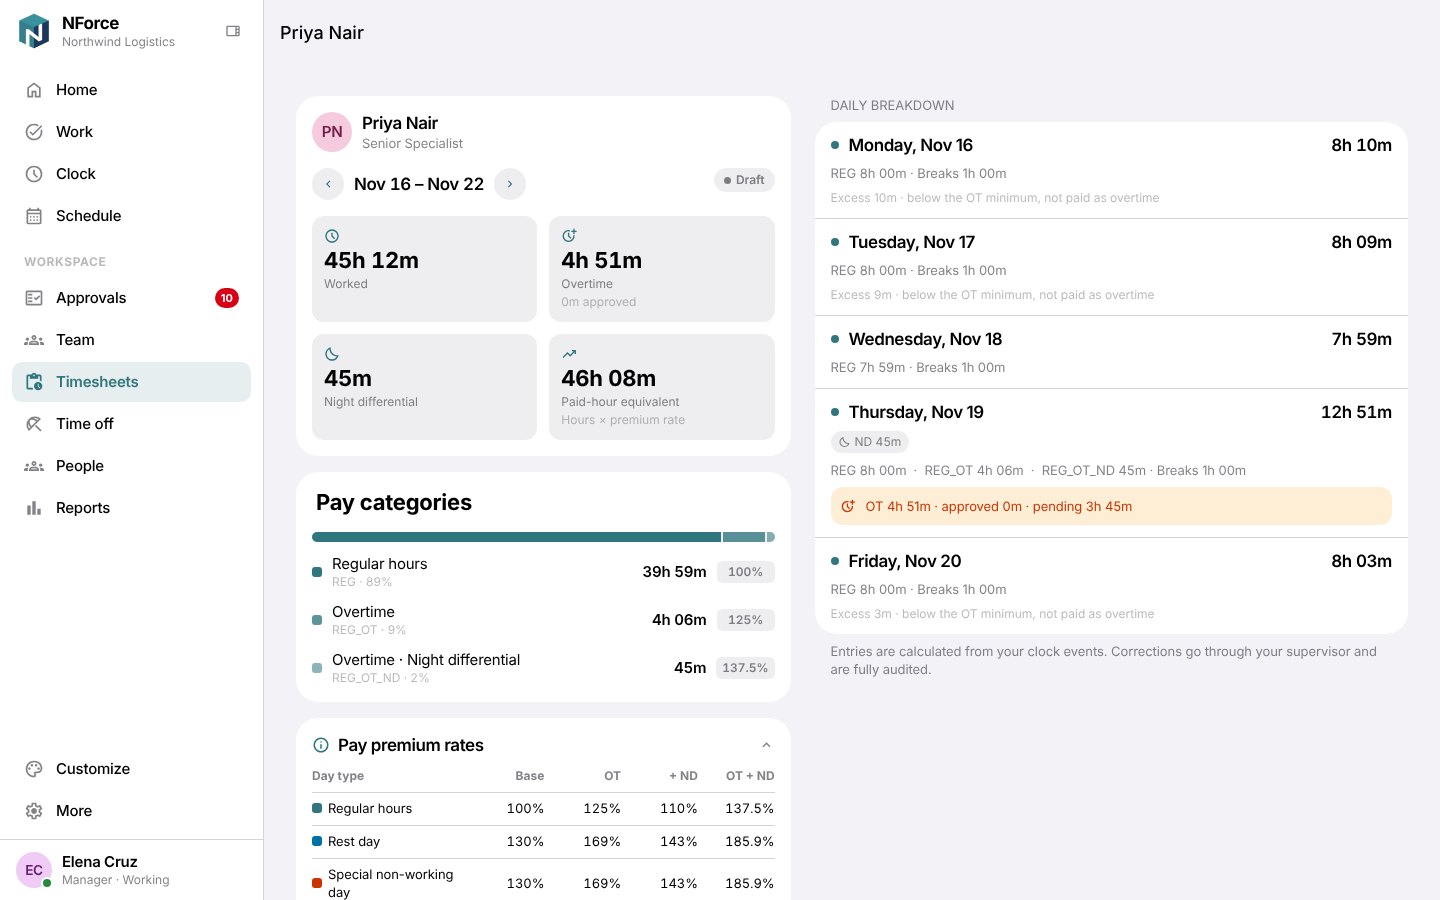 NForce
Northwind Logistics
Home
Work
Clock
Schedule
WORKSPACE
Approvals 10
Team
Timesheets
Time off
People
Reports
Customize
More
EC
Elena Cruz
Manager · Working
Priya Nair
PN
Priya Nair
Senior Specialist
Nov 16 – Nov 22
Draft
45h 12m
Worked
4h 51m
Overtime
0m approved
45m
Night differential
46h 08m
Paid-hour equivalent
Hours × premium rate
Pay categories
Regular hours 39h 59m 100%
REG · 89%
Overtime 4h 06m 125%
REG_OT · 9%
Overtime · Night differential 45m 137.5%
REG_OT_ND · 2%
Pay premium rates
Day type Base OT + ND OT + ND
Regular hours 100% 125% 110% 137.5%
Rest day 130% 169% 143% 185.9%
Special non-working day 130% 169% 143% 185.9%
DAILY BREAKDOWN
Monday, Nov 16 8h 10m
REG 8h 00m · Breaks 1h 00m
Excess 10m · below the OT minimum, not paid as overtime
Tuesday, Nov 17 8h 09m
REG 8h 00m · Breaks 1h 00m
Excess 9m · below the OT minimum, not paid as overtime
Wednesday, Nov 18 7h 59m
REG 7h 59m · Breaks 1h 00m
Thursday, Nov 19 12h 51m
ND 45m
REG 8h 00m · REG_OT 4h 06m · REG_OT_ND 45m · Breaks 1h 00m
OT 4h 51m · approved 0m · pending 3h 45m
Friday, Nov 20 8h 03m
REG 8h 00m · Breaks 1h 00m
Excess 3m · below the OT minimum, not paid as overtime
Entries are calculated from your clock events. Corrections go through your supervisor and
are fully audited.